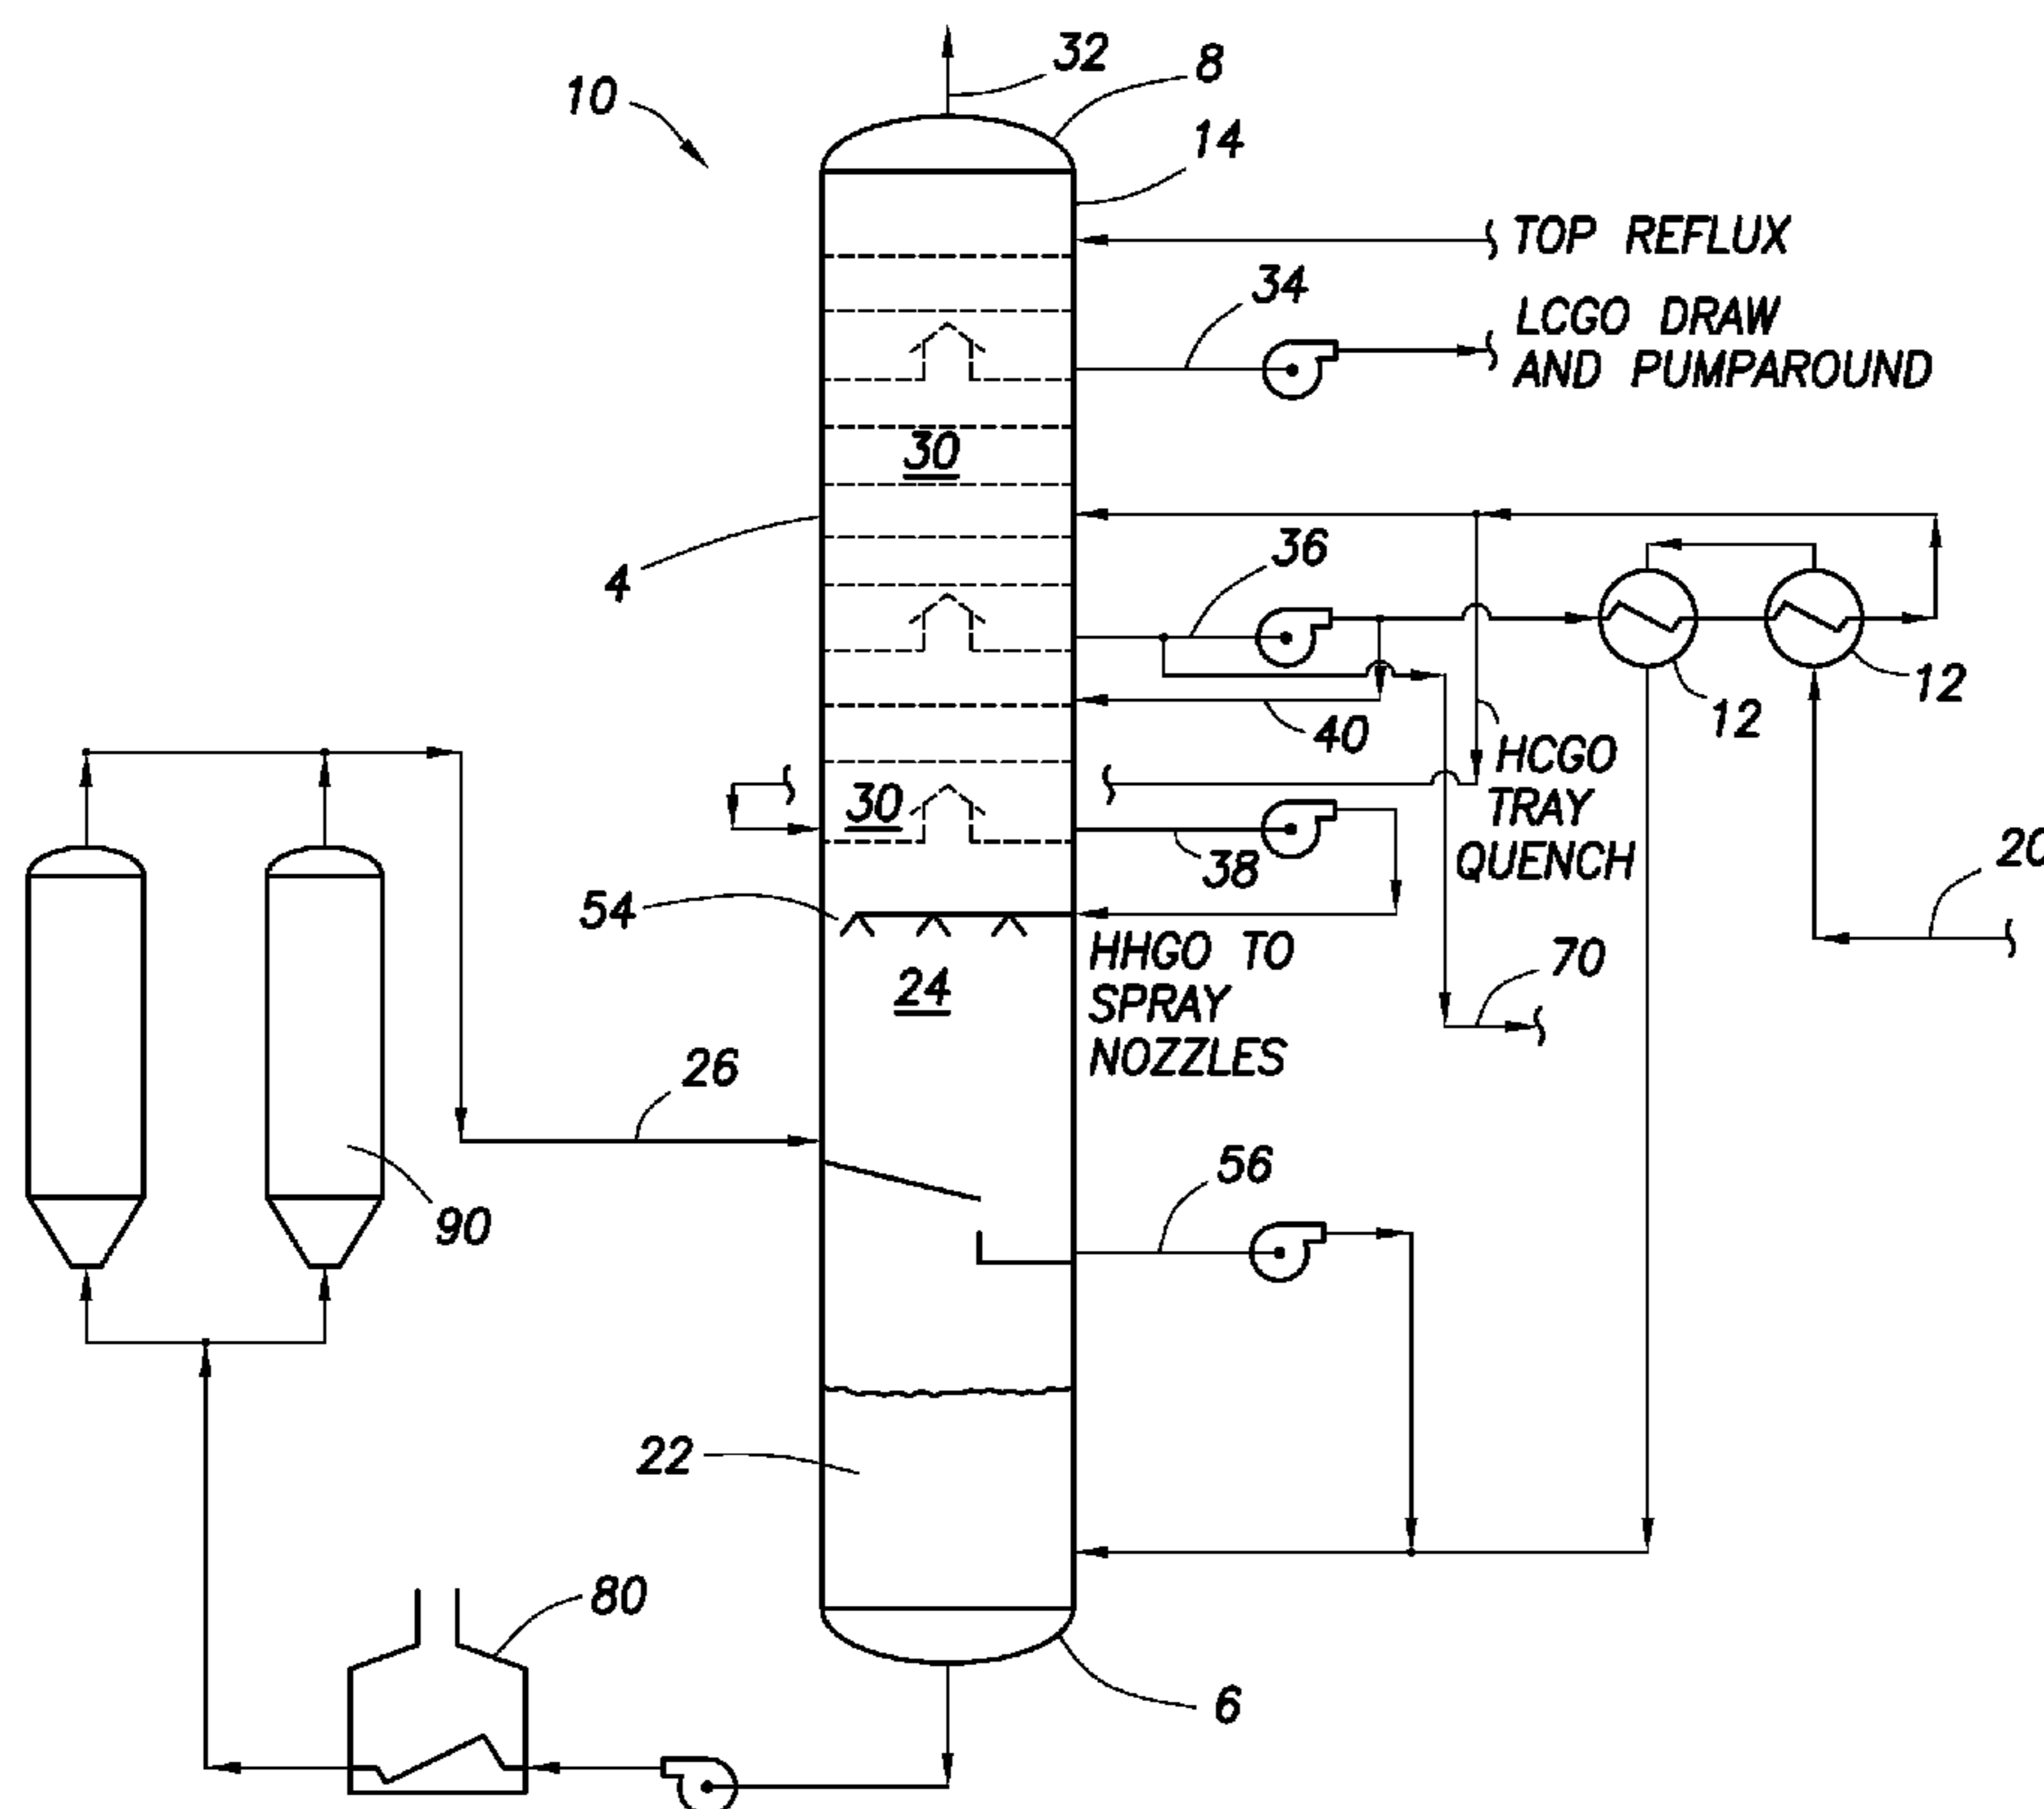 32
8
10
14
TOP REFLUX
34
LCGO DRAW
AND PUMPAROUND
30
36
4
12
12
40
HCGO
TRAY
QUENCH
30
38
20
54
HHGO TO
SPRAY
NOZZLES
24
70
26
56
90
22
80
6